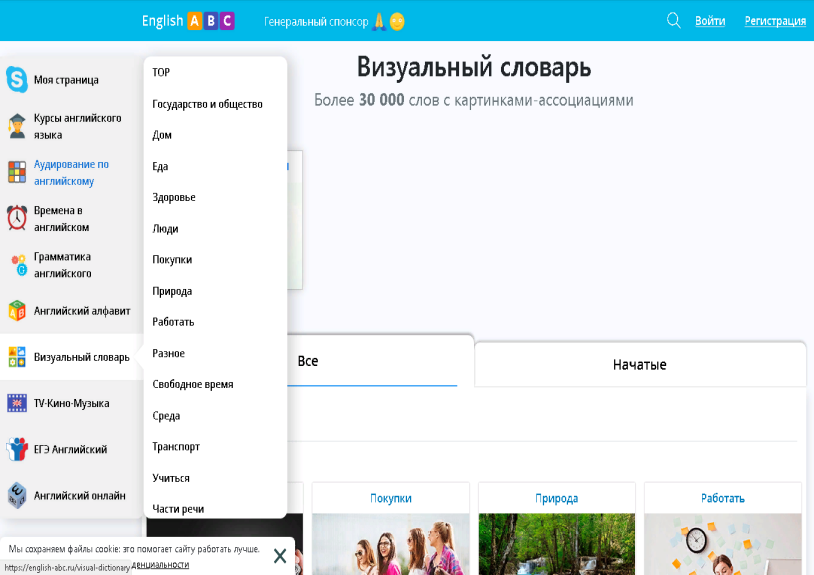 English A B C
Генеральный спонсор
Войти
Регистрация
Моя страница
Курсы английского
языка
Аудирование по
английскому
Времена в
английском
Грамматика
английского
Английский алфавит
Визуальный словарь
TV-Кино-Музыка
ЕГЭ Английский
Английский онлайн
TOP
Государство и общество
Дом
Еда
Здоровье
Люди
Покупки
Природа
Работать
Разное
Свободное время
Среда
Транспорт
Учиться
Части речи
Визуальный словарь
Более 30 000 слов с картинками-ассоциациями
Все
Начатые
Покупки
Природа
Работать
Мы сохраняем файлы cookie: это помогает сайту работать лучше.
https://english-abc.ru/visual-dictionary